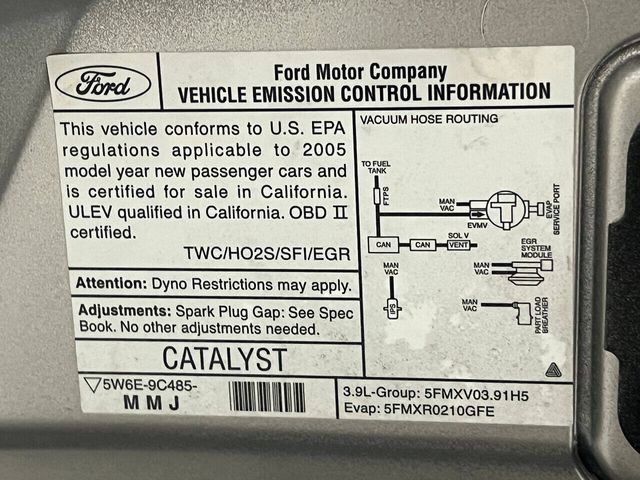 Ford
Ford Motor Company
VEHICLE EMISSION CONTROL INFORMATION
This vehicle conforms to U.S. EPA
regulations applicable to 2005
model year new passenger cars and
is certified for sale in California.
ULEV qualified in California. OBD II
certified.
TWC/HO2S/SFI/EGR
Attention: Dyno Restrictions may apply.
Adjustments: Spark Plug Gap: See Spec
Book. No other adjustments needed.
CATALYST
5W6E-9C485-
MMJ
VACUUM HOSE ROUTING
TO FUEL
TANK
FTPS
MAN
VAC
EVMV
EVAP
SERVICE PORT
CAN
CAN
SOL V
VENT
MAN
VAC
IPS
MAN
VAC
EGR
SYSTEM
MODULE
MAN
VAC
PART LOAD
BREATHER
3.9L-Group: 5FMXV03.91H5
Evap: 5FMXR0210GFE